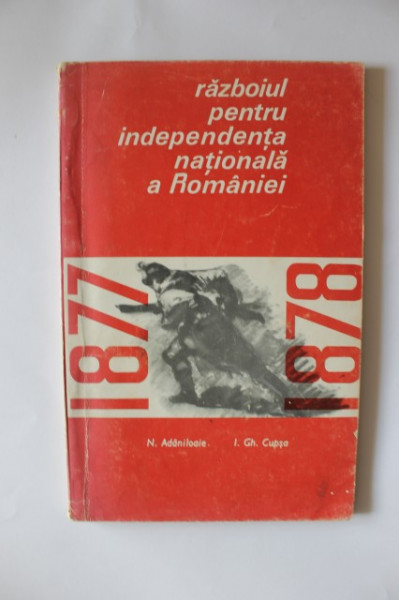 războiul
pentru
independența
națională
a României
1877
1878
N. Adăniloaie. I. Gh. Cupșa